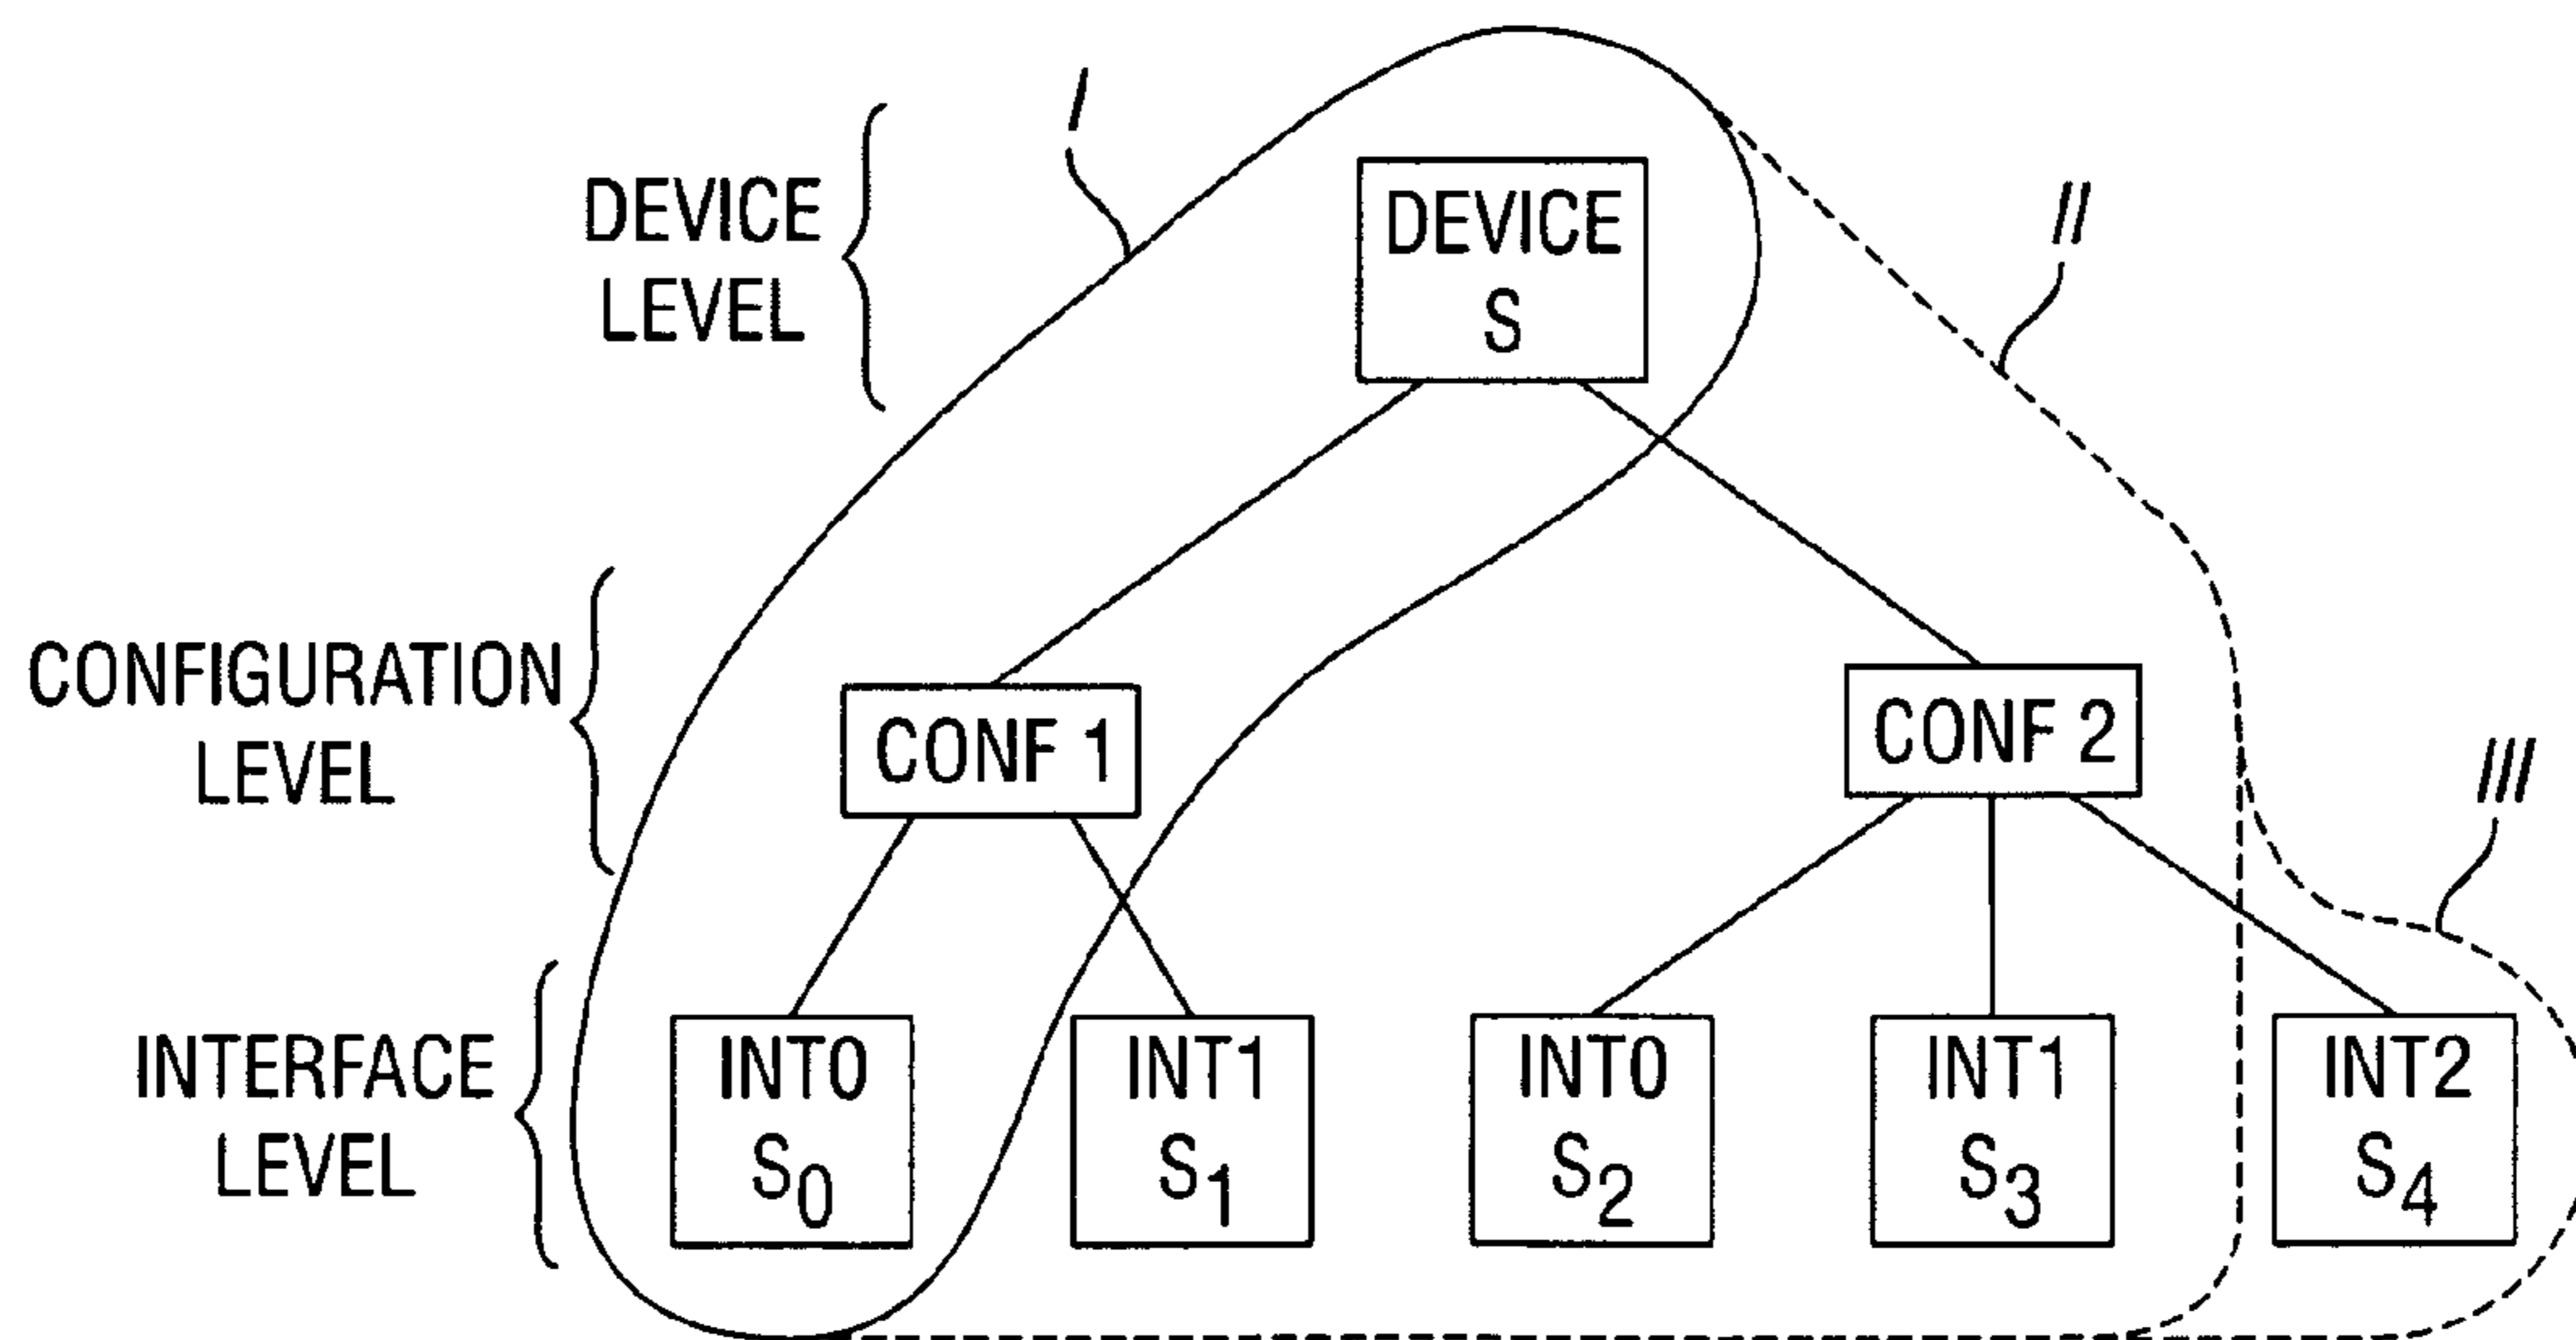 I
DEVICE
LEVEL
DEVICE
S
II
CONFIGURATION
LEVEL
CONF 1
CONF 2
III
INTERFACE
LEVEL
INT0
S0
INT1
S1
INT0
S2
INT1
S3
INT2
S4